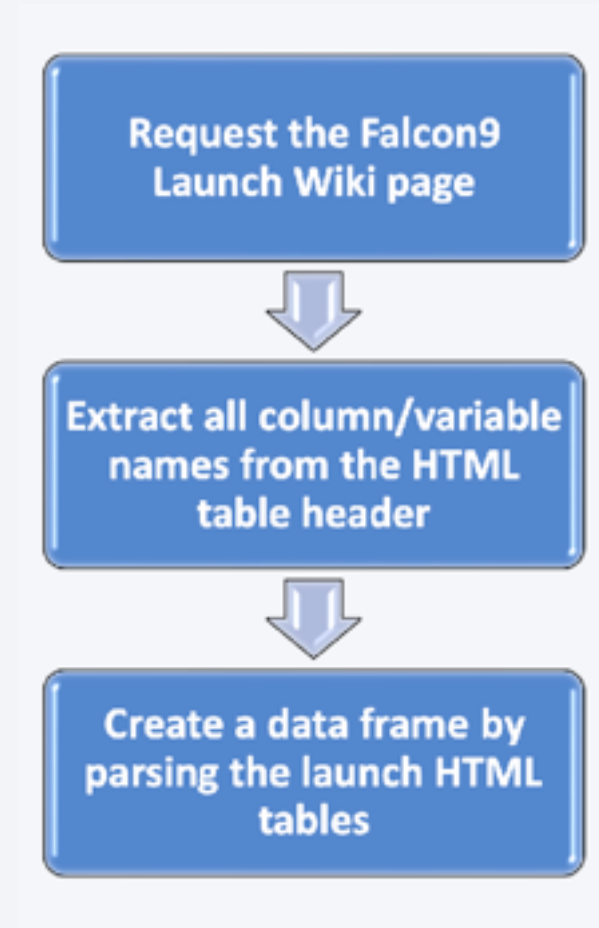 Request the Falcon9
Launch Wiki page
Extract all column/variable
names from the HTML
table header
Create a data frame by
parsing the launch HTML
tables